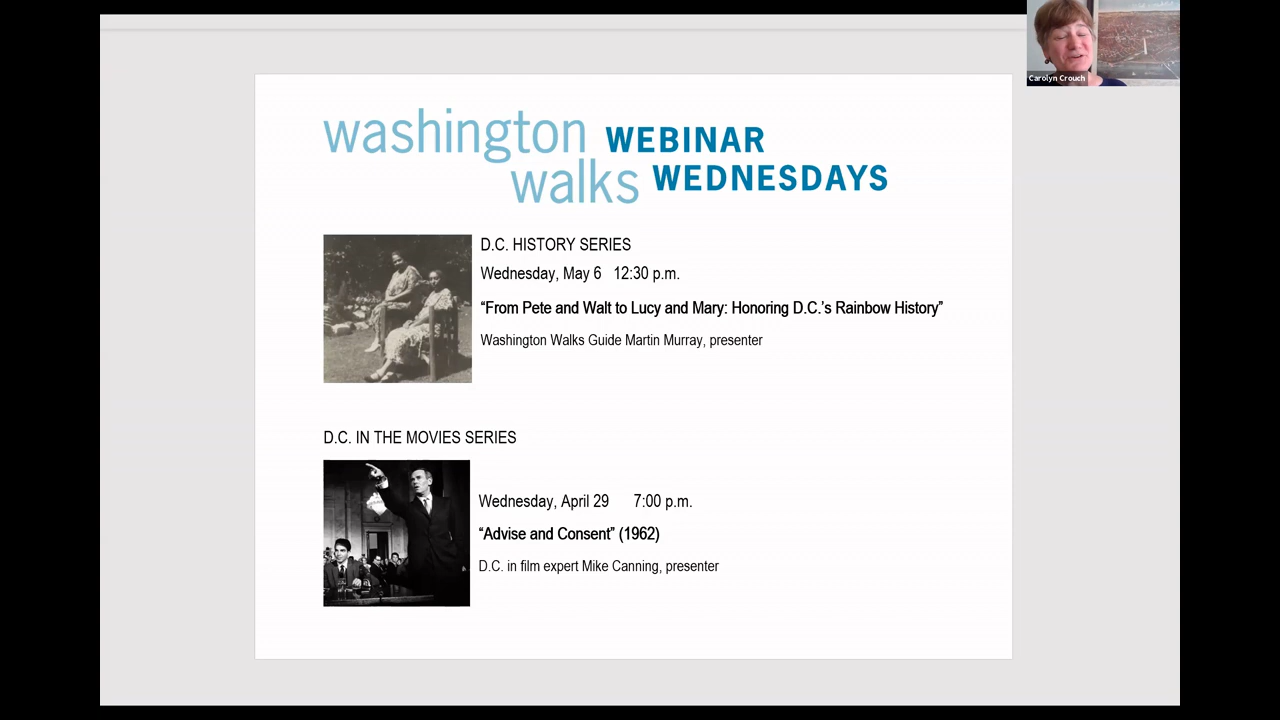 washington WEBINAR
walks WEDNESDAYS
D.C. HISTORY SERIES
Wednesday, May 6 12:30 p.m.
“From Pete and Walt to Lucy and Mary: Honoring D.C.’s Rainbow History”
Washington Walks Guide Martin Murray, presenter
D.C. IN THE MOVIES SERIES
Wednesday, April 29 7:00 p.m.
“Advise and Consent” (1962)
D.C. in film expert Mike Canning, presenter
Carolyn Crouch